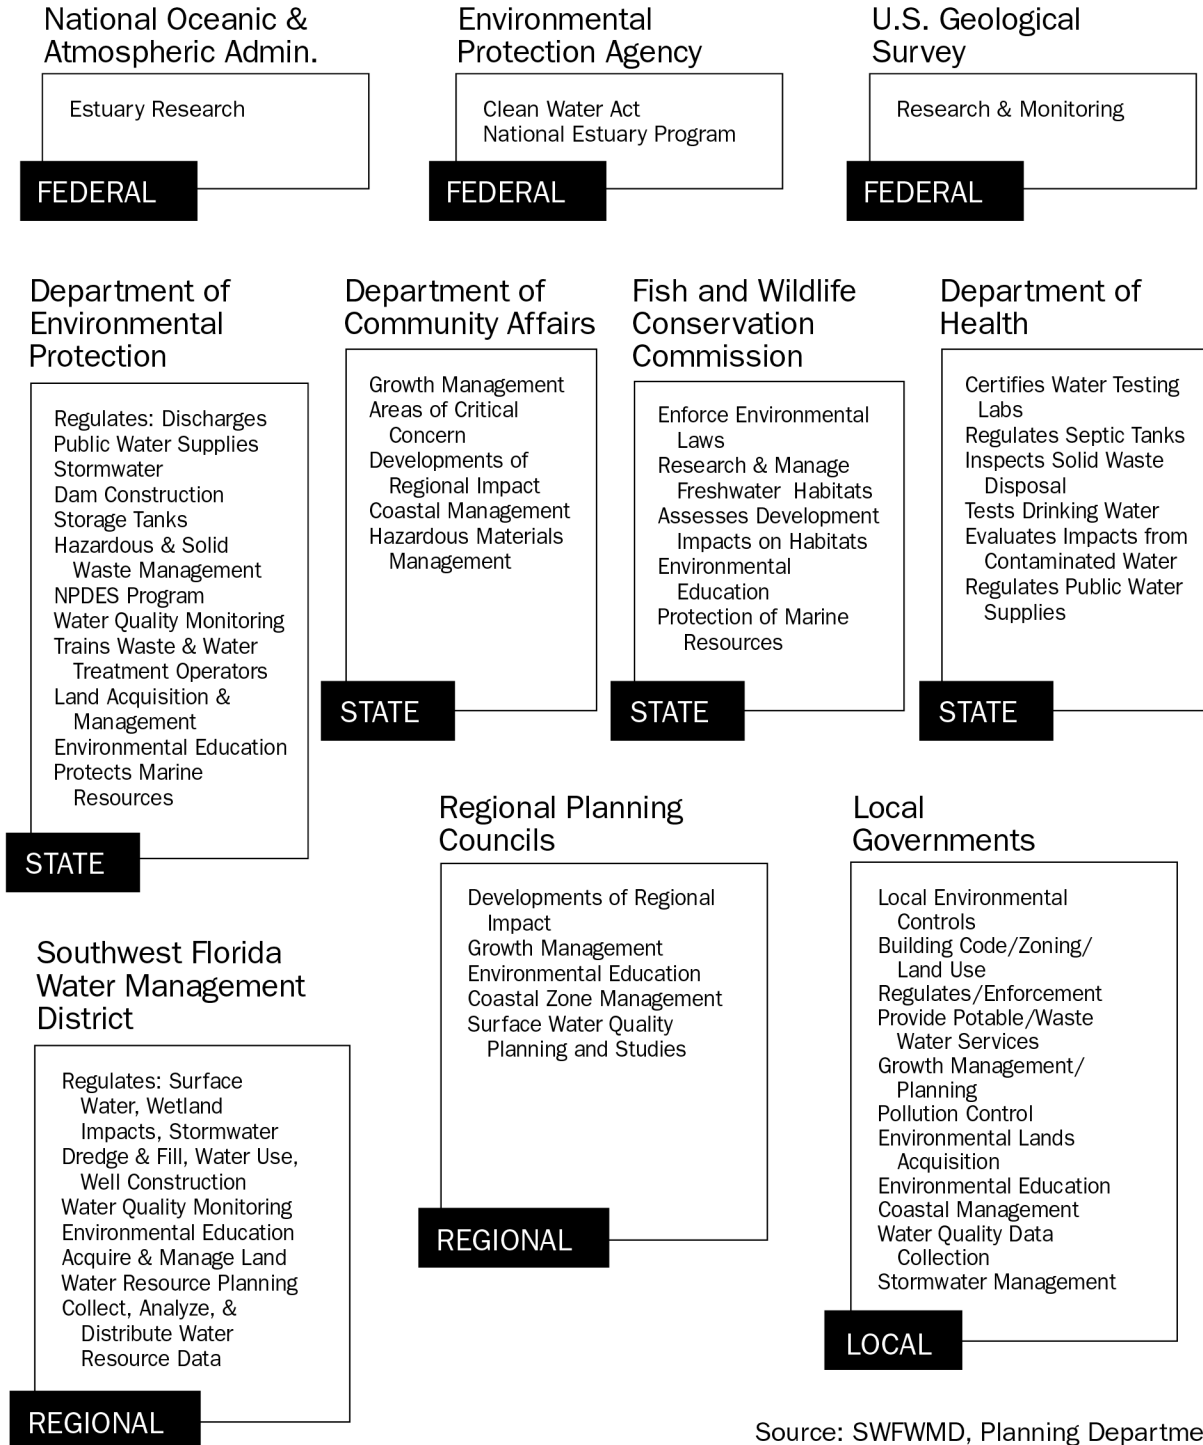 National Oceanic &
Atmospheric Admin.
Estuary Research
FEDERAL
Environmental
Protection Agency
Clean Water Act
National Estuary Program
FEDERAL
U.S. Geological
Survey
Research & Monitoring
FEDERAL
Department of
Environmental
Protection
Regulates: Discharges
Public Water Supplies
Stormwater
Dam Construction
Storage Tanks
Hazardous & Solid
Waste Management
NPDES Program
Water Quality Monitoring
Trains Waste & Water
Treatment Operators
Land Acquisition &
Management
Environmental Education
Protects Marine
Resources
STATE
Department of
Community Affairs
Growth Management
Areas of Critical
Concern
Developments of
Regional Impact
Coastal Management
Hazardous Materials
Management
STATE
Fish and Wildlife
Conservation
Commission
Enforce Environmental
Laws
Research & Manage
Freshwater Habitats
Assesses Development
Impacts on Habitats
Environmental
Education
Protection of Marine
Resources
STATE
Department of
Health
Certifies Water Testing
Labs
Regulates Septic Tanks
Inspects Solid Waste
Disposal
Tests Drinking Water
Evaluates Impacts from
Contaminated Water
Regulates Public Water
Supplies
STATE
Southwest Florida
Water Management
District
Regulates: Surface
Water, Wetland
Impacts, Stormwater
Dredge & Fill, Water Use,
Well Construction
Water Quality Monitoring
Environmental Education
Acquire & Manage Land
Water Resource Planning
Collect, Analyze, &
Distribute Water
Resource Data
REGIONAL
Regional Planning
Councils
Developments of Regional
Impact
Growth Management
Environmental Education
Coastal Zone Management
Surface Water Quality
Planning and Studies
REGIONAL
Local
Governments
Local Environmental
Controls
Building Code/Zoning/
Land Use
Regulates/Enforcement
Provide Potable/Waste
Water Services
Growth Management/
Planning
Pollution Control
Environmental Lands
Acquisition
Environmental Education
Coastal Management
Water Quality Data
Collection
Stormwater Management
LOCAL
Source: SWFWMD, Planning Departme